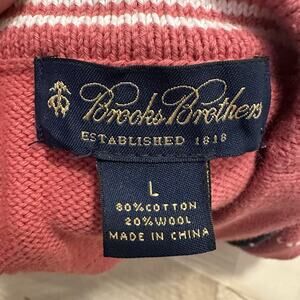 Brooks Brothers
ESTABLISHED 1818
L
80%COTTON
20%WOOL
MADE IN CHINA